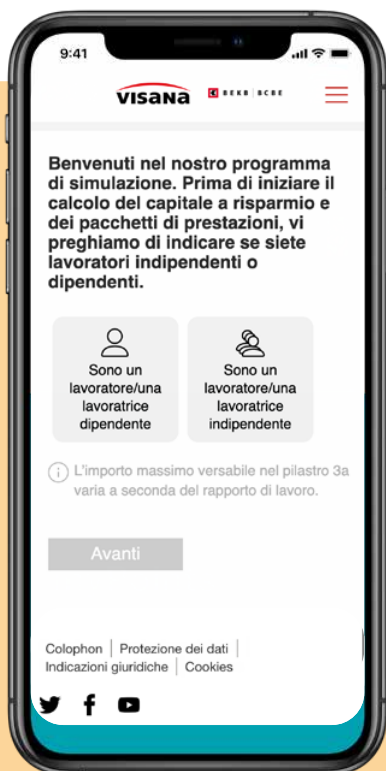 9:41
VISANA BEKB | BCBE
Benvenuti nel nostro programma
di simulazione. Prima di iniziare il
calcolo del capitale a risparmio e
dei pacchetti di prestazioni, vi
preghiamo di indicare se siete
lavoratori indipendenti o
dipendenti.
Sono un
lavoratore/una
lavoratrice
dipendente
Sono un
lavoratore/una
lavoratrice
indipendente
L'importo massimo versabile nel pilastro 3a
varia a seconda del rapporto di lavoro.
Avanti
Colophon | Protezione dei dati |
Indicazioni giuridiche | Cookies